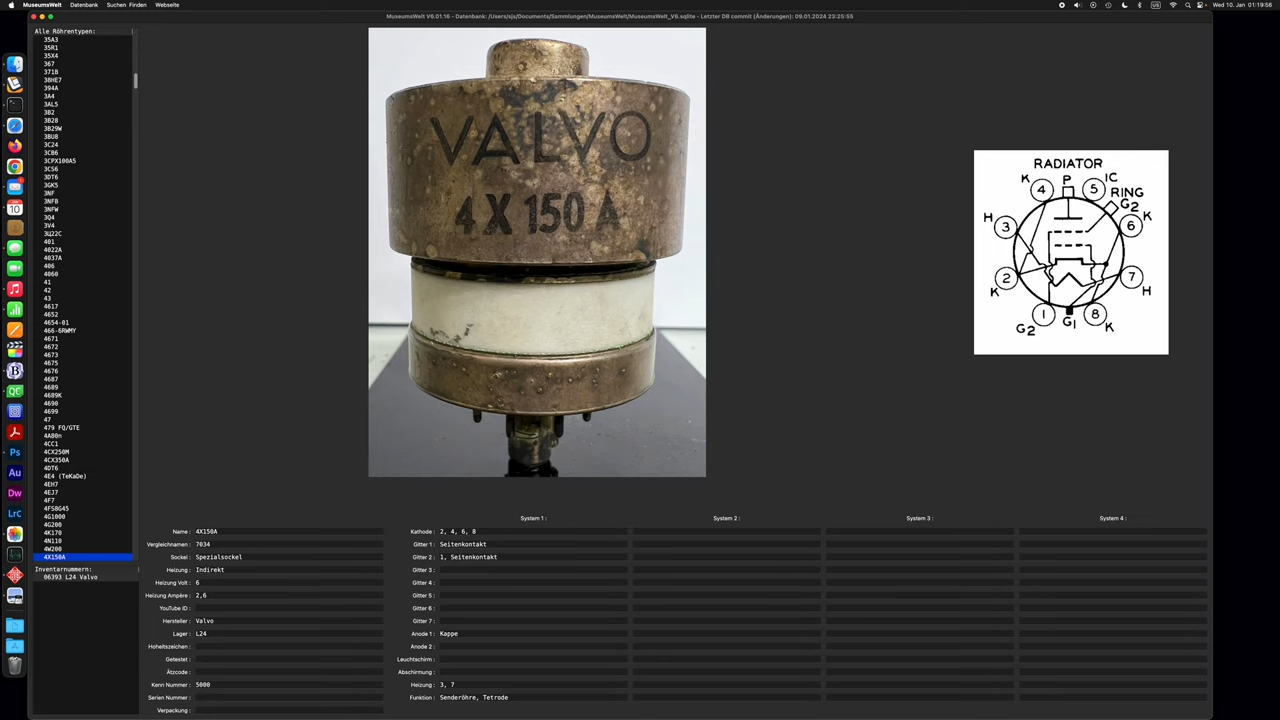 MuseumsWelt Datenbank Suchen Finden Webseite
Wed 10. Jan 01:19:56
MuseumsWelt V6.01.16 - Datenbank: /Users/sjs/Documents/Sammlungen/MuseumsWelt/MuseumsWelt_V6.sqlite - Letzter DB commit (Änderungen): 09.01.2024 23:25:55
Alle Röhrentypen:
35A3
35R1
35X4
367
371B
38HE7
394A
3A4
3AL5
3B2
3B28
3B29W
3BU8
3C24
3CB6
3CPX100A5
3CS6
3DT6
3GK5
3NF
3NFB
3NFW
3Q4
3V4
3Ц22С
401
4022A
4037A
406
4060
41
42
43
4617
4652
4654-01
466-6RWMY
4671
4672
4673
4675
4676
4687
4689
4689K
4690
4699
47
479 FQ/GTE
4A80n
4CC1
4CX250M
4CX350A
4DT6
4E4 (TeKaDe)
4EH7
4EJ7
4F7
4FS8G45
4G1000
4G200
4K170
4N110
4W200
4X150A
Inventarnummern:
06393 L24 Valvo
VALVO
4 X 150 A
RADIATOR
K 4 P 5 IC
RING
G2
H 3 6 K
K 2 7 H
G2 1 G1 8 K
System 1 : System 2 : System 3 : System 4 :
Name : 4X150A
Vergleichnamen : 7034
Sockel : Spezialsockel
Heizung : Indirekt
Heizung Volt : 6
Heizung Ampère : 2,6
YouTube ID :
Hersteller : Valvo
Lager : L24
Hoheitszeichen :
Getestet :
Ätzcode :
Kenn Nummer : 5000
Serien Nummer :
Verpackung :
Kathode : 2, 4, 6, 8
Gitter 1 : Seitenkontakt
Gitter 2 : 1, Seitenkontakt
Gitter 3 :
Gitter 4 :
Gitter 5 :
Gitter 6 :
Gitter 7 :
Anode 1 : Kappe
Anode 2 :
Leuchtschirm :
Abschirmung :
Heizung : 3, 7
Funktion : Senderöhre, Tetrode